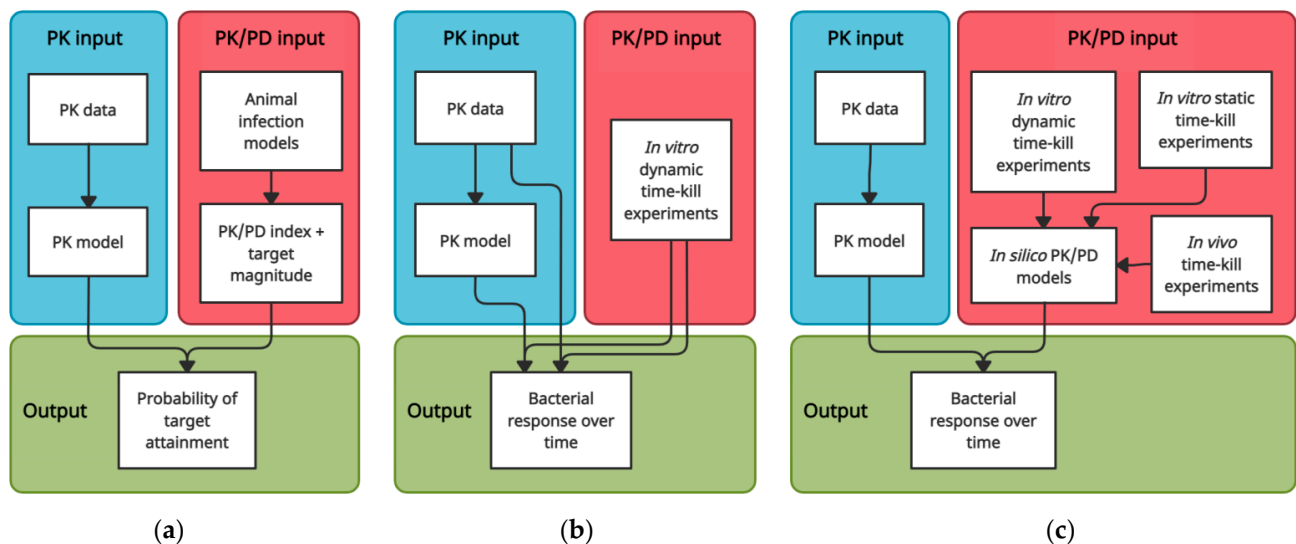 PK input
PK/PD input
PK data
Animal
infection
models
PK model
PK/PD index +
target
magnitude
Output
Probability of
target
attainment
(a)
PK input
PK/PD input
PK data
In vitro
dynamic
time-kill
experiments
PK model
Output
Bacterial
response over
time
(b)
PK input
PK/PD input
PK data
In vitro
dynamic
time-kill
experiments
In vitro static
time-kill
experiments
PK model
In silico PK/PD
models
In vivo
time-kill
experiments
Output
Bacterial
response over
time
(c)